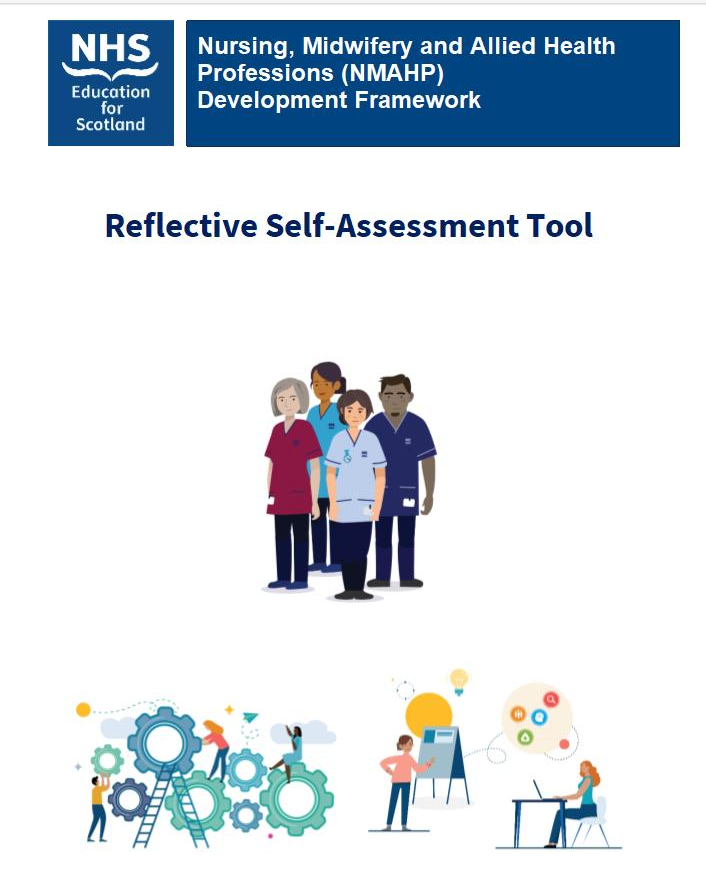 NHS
Education
for
Scotland
Nursing, Midwifery and Allied Health
Professions (NMAHP)
Development Framework
Reflective Self-Assessment Tool